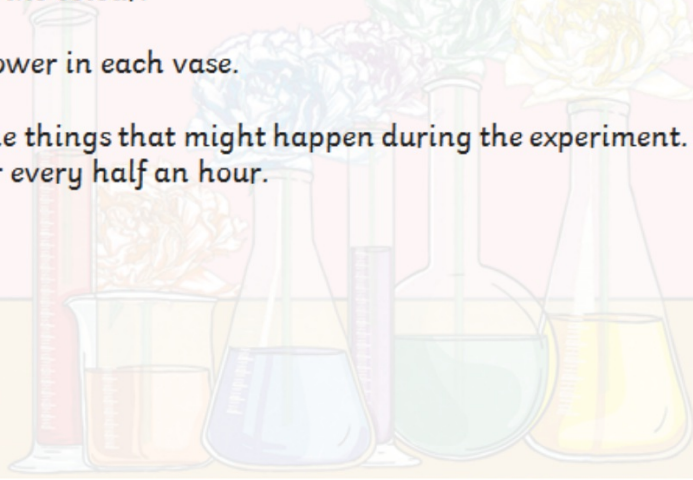 ower in each vase.
e things that might happen during the experiment.
r every half an hour.